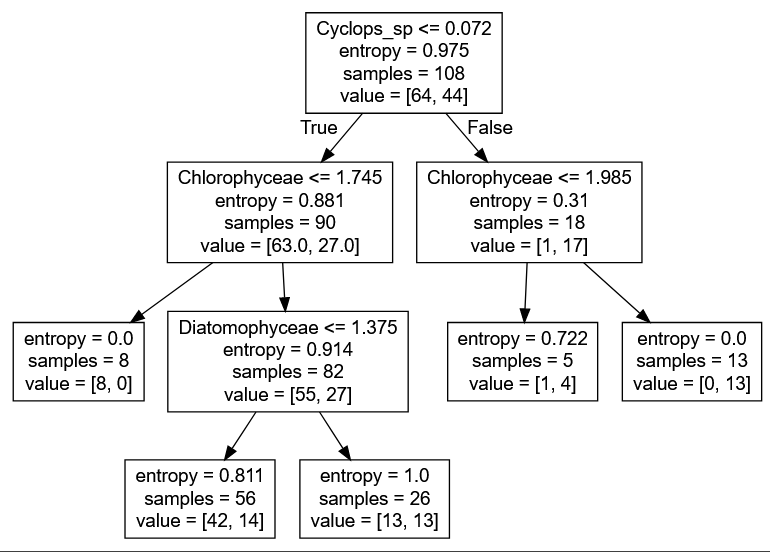 Cyclops_sp <= 0.072
entropy = 0.975
samples = 108
value = [64, 44]
True
False
Chlorophyceae <= 1.745
entropy = 0.881
samples = 90
value = [63.0, 27.0]
Chlorophyceae <= 1.985
entropy = 0.31
samples = 18
value = [1, 17]
entropy = 0.0
samples = 8
value = [8, 0]
Diatomophyceae <= 1.375
entropy = 0.914
samples = 82
value = [55, 27]
entropy = 0.722
samples = 5
value = [1, 4]
entropy = 0.0
samples = 13
value = [0, 13]
entropy = 0.811
samples = 56
value = [42, 14]
entropy = 1.0
samples = 26
value = [13, 13]